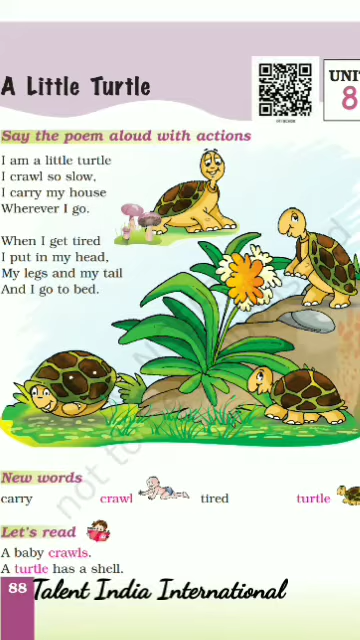 A Little Turtle
UNIT
8
Say the poem aloud with actions
I am a little turtle
I crawl so slow,
I carry my house
Wherever I go.
When I get tired
I put in my head,
My legs and my tail
And I go to bed.
New words
carry crawl tired turtle
Let's read
A baby crawls.
A turtle has a shell.
88 Talent India International